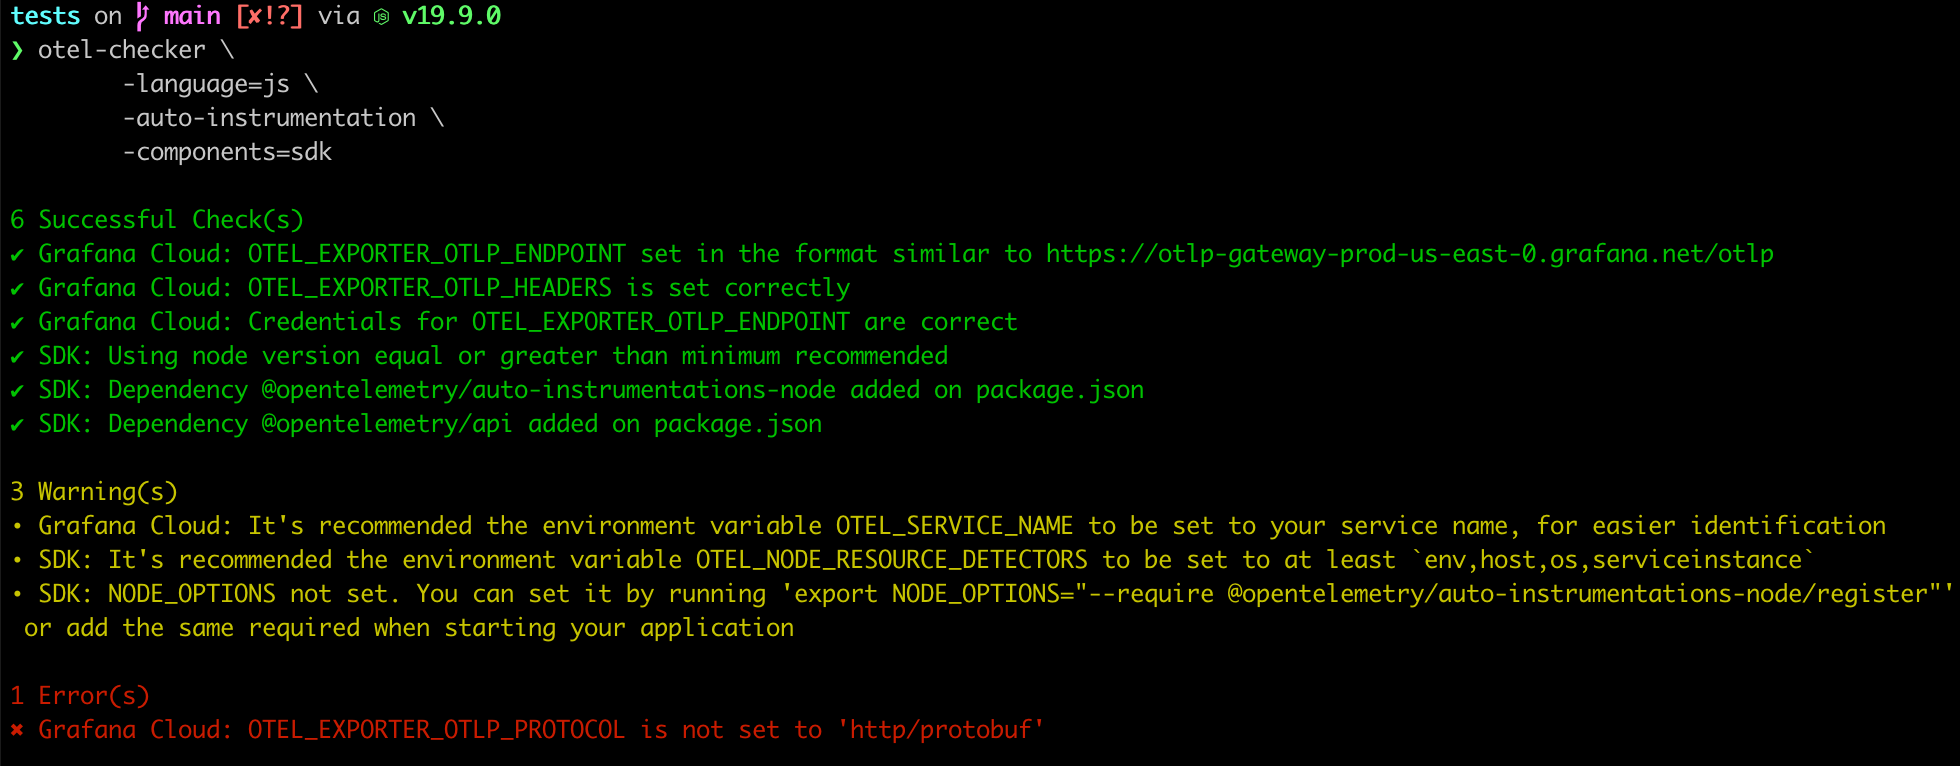 tests on main [✘!?] via v19.9.0
❯ otel-checker \
-language=js \
-auto-instrumentation \
-components=sdk
6 Successful Check(s)
✔ Grafana Cloud: OTEL_EXPORTER_OTLP_ENDPOINT set in the format similar to https://otlp-gateway-prod-us-east-0.grafana.net/otlp
✔ Grafana Cloud: OTEL_EXPORTER_OTLP_HEADERS is set correctly
✔ Grafana Cloud: Credentials for OTEL_EXPORTER_OTLP_ENDPOINT are correct
✔ SDK: Using node version equal or greater than minimum recommended
✔ SDK: Dependency @opentelemetry/auto-instrumentations-node added on package.json
✔ SDK: Dependency @opentelemetry/api added on package.json
3 Warning(s)
• Grafana Cloud: It's recommended the environment variable OTEL_SERVICE_NAME to be set to your service name, for easier identification
• SDK: It's recommended the environment variable OTEL_NODE_RESOURCE_DETECTORS to be set to at least `env,host,os,serviceinstance`
• SDK: NODE_OPTIONS not set. You can set it by running 'export NODE_OPTIONS="--require @opentelemetry/auto-instrumentations-node/register"'
or add the same required when starting your application
1 Error(s)
✖ Grafana Cloud: OTEL_EXPORTER_OTLP_PROTOCOL is not set to 'http/protobuf'